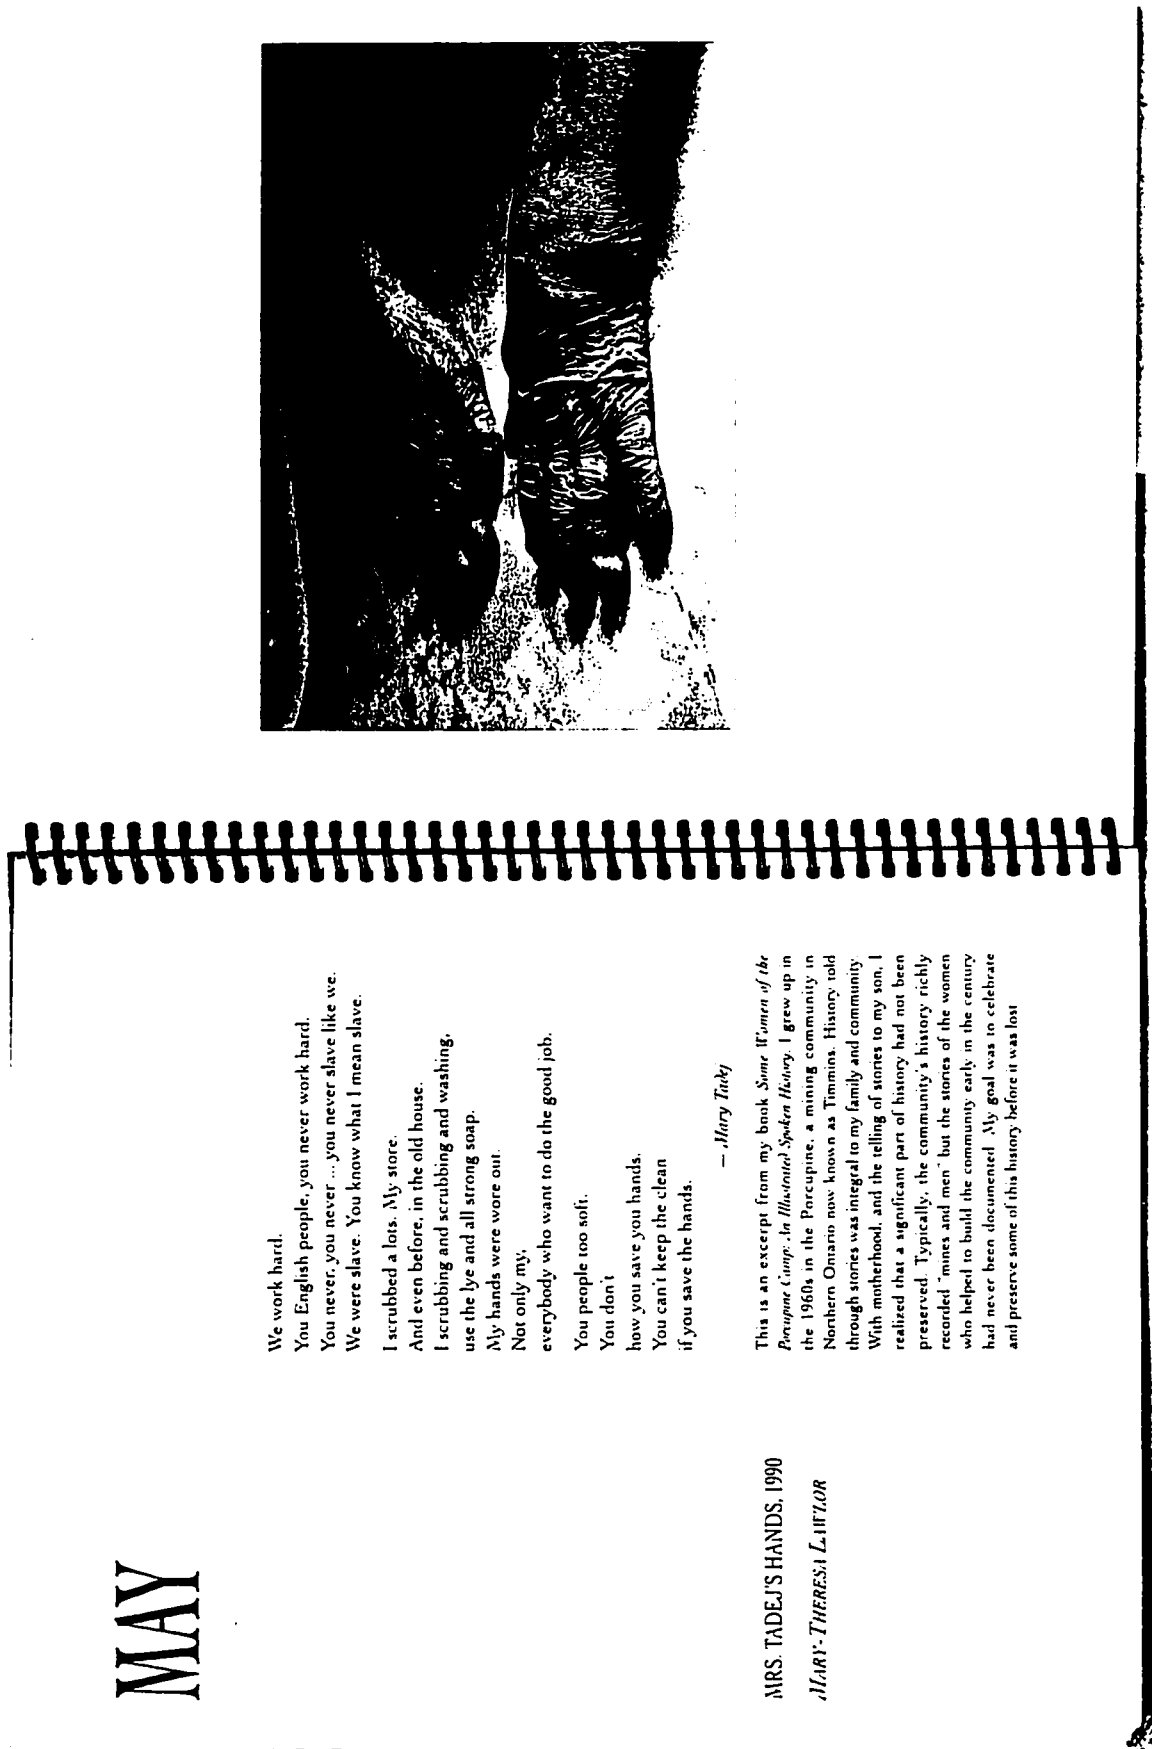 MAY
We work hard.
You English people, you never work hard.
You never, you never ... you never slave like we.
We were slave. You know what I mean slave.
I scrubbed a lots. My store.
And even before, in the old house.
I scrubbing and scrubbing and washing,
use the lye and all strong soap.
My hands were wore out.
Not only my,
everybody who want to do the good job.
You people too soft.
You don't
how you save you hands.
You can't keep the clean
if you save the hands.
— Mary Tadej
MRS. TADEJ'S HANDS, 1990
MARY-THERESA LAWLOR
This is an excerpt from my book Some Women of the
Porcupine Camp: An Illustrated Spoken History. I grew up in
the 1960s in the Porcupine, a mining community in
Northern Ontario now known as Timmins. History told
through stories was integral to my family and community.
With motherhood, and the telling of stories to my son, I
realized that a significant part of history had not been
preserved. Typically, the community's history richly
recorded "mines and men" but the stories of the women
who helped to build the community early in the century
had never been documented. My goal was to celebrate
and preserve some of this history before it was lost